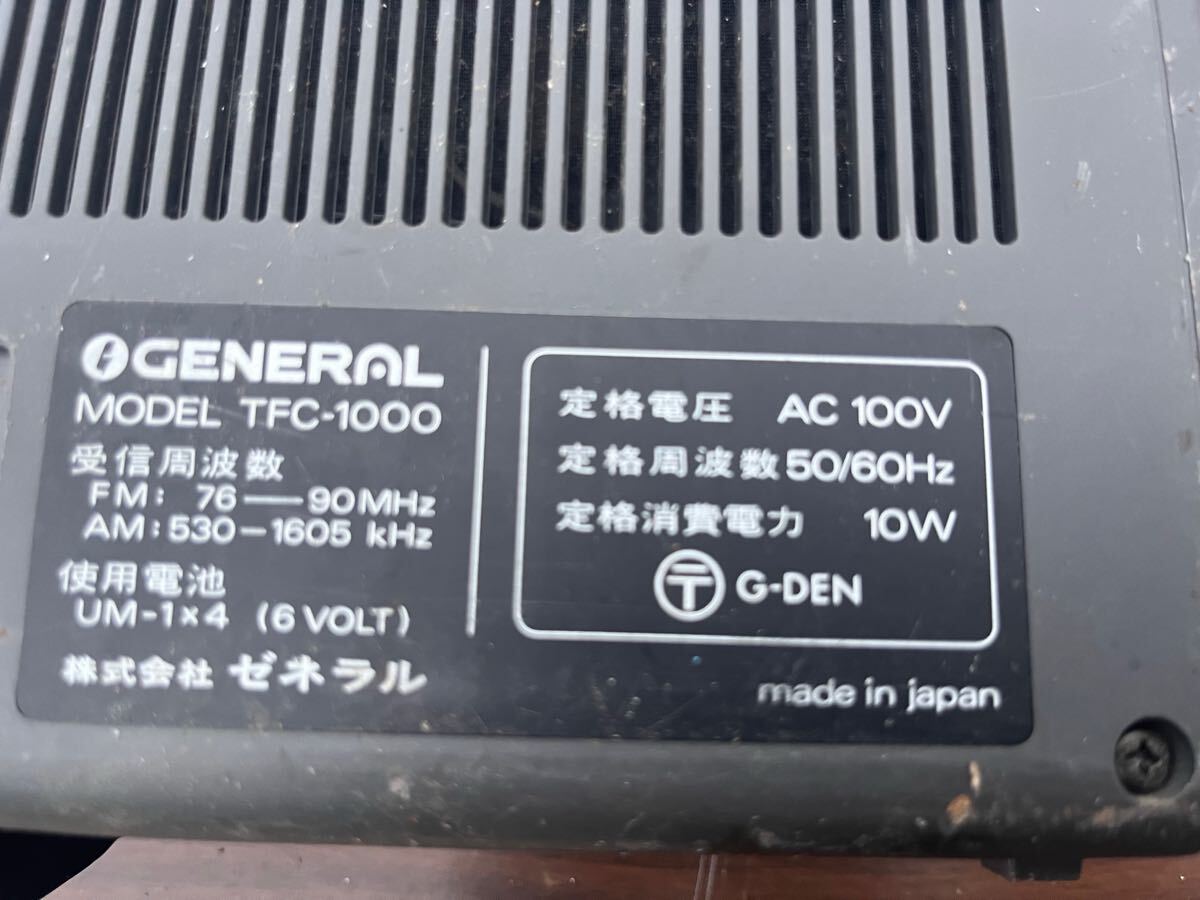 GENERAL
MODEL TFC-1000
受信周波数
FM: 76—90MHz
AM:530-1605 kHz
使用電池
UM-1×4 (6 VOLT)
株式会社 ゼネラル
定格電圧 AC 100V
定格周波数 50/60Hz
定格消費電力 10W
〒 G-DEN
made in japan